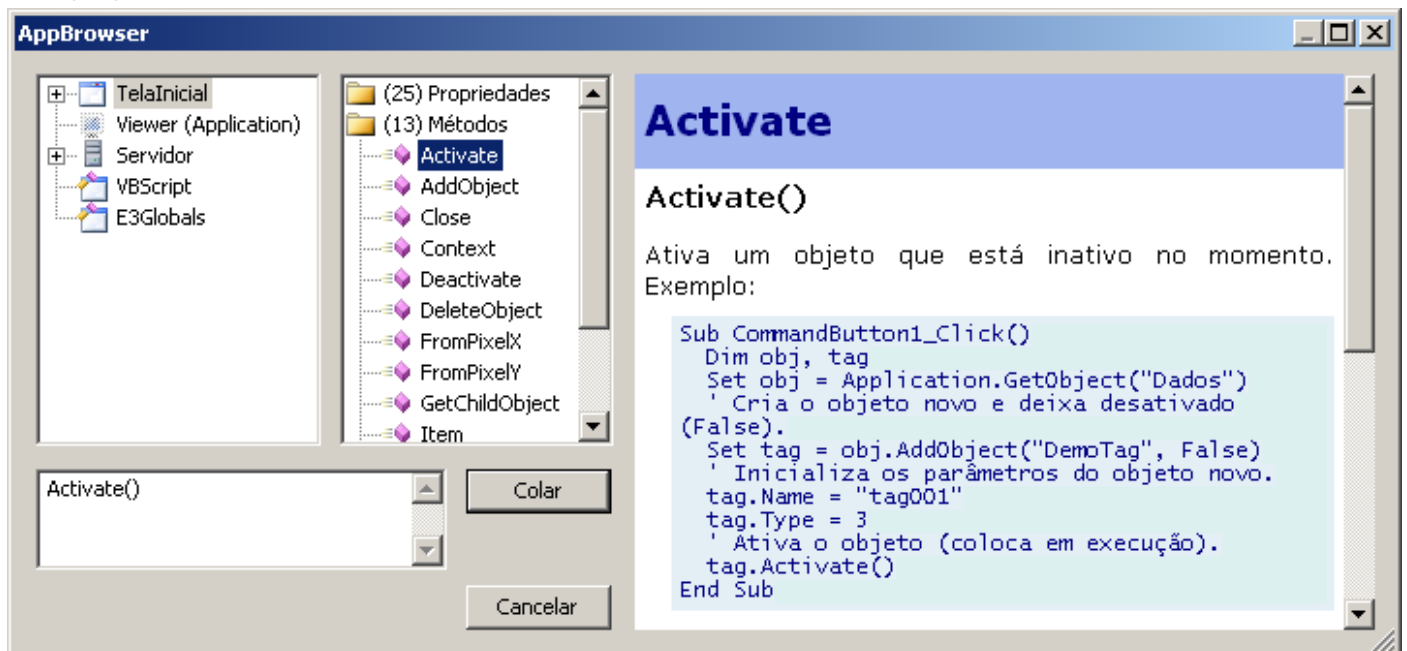 AppBrowser
TelaInicial
Viewer (Application)
Servidor
VBScript
E3Globals
(25) Propriedades
(13) Métodos
Activate
AddObject
Close
Context
Deactivate
DeleteObject
FromPixelX
FromPixelY
GetChildObject
Item
Activate()
Colar
Cancelar
Activate
Activate()
Ativa um objeto que está inativo no momento.
Exemplo:
Sub CommandButton1_Click()
Dim obj, tag
Set obj = Application.GetObject("Dados")
' Cria o objeto novo e deixa desativado
(False).
Set tag = obj.AddObject("DemoTag", False)
' Inicializa os parâmetros do objeto novo.
tag.Name = "tag001"
tag.Type = 3
' Ativa o objeto (coloca em execução).
tag.Activate()
End Sub